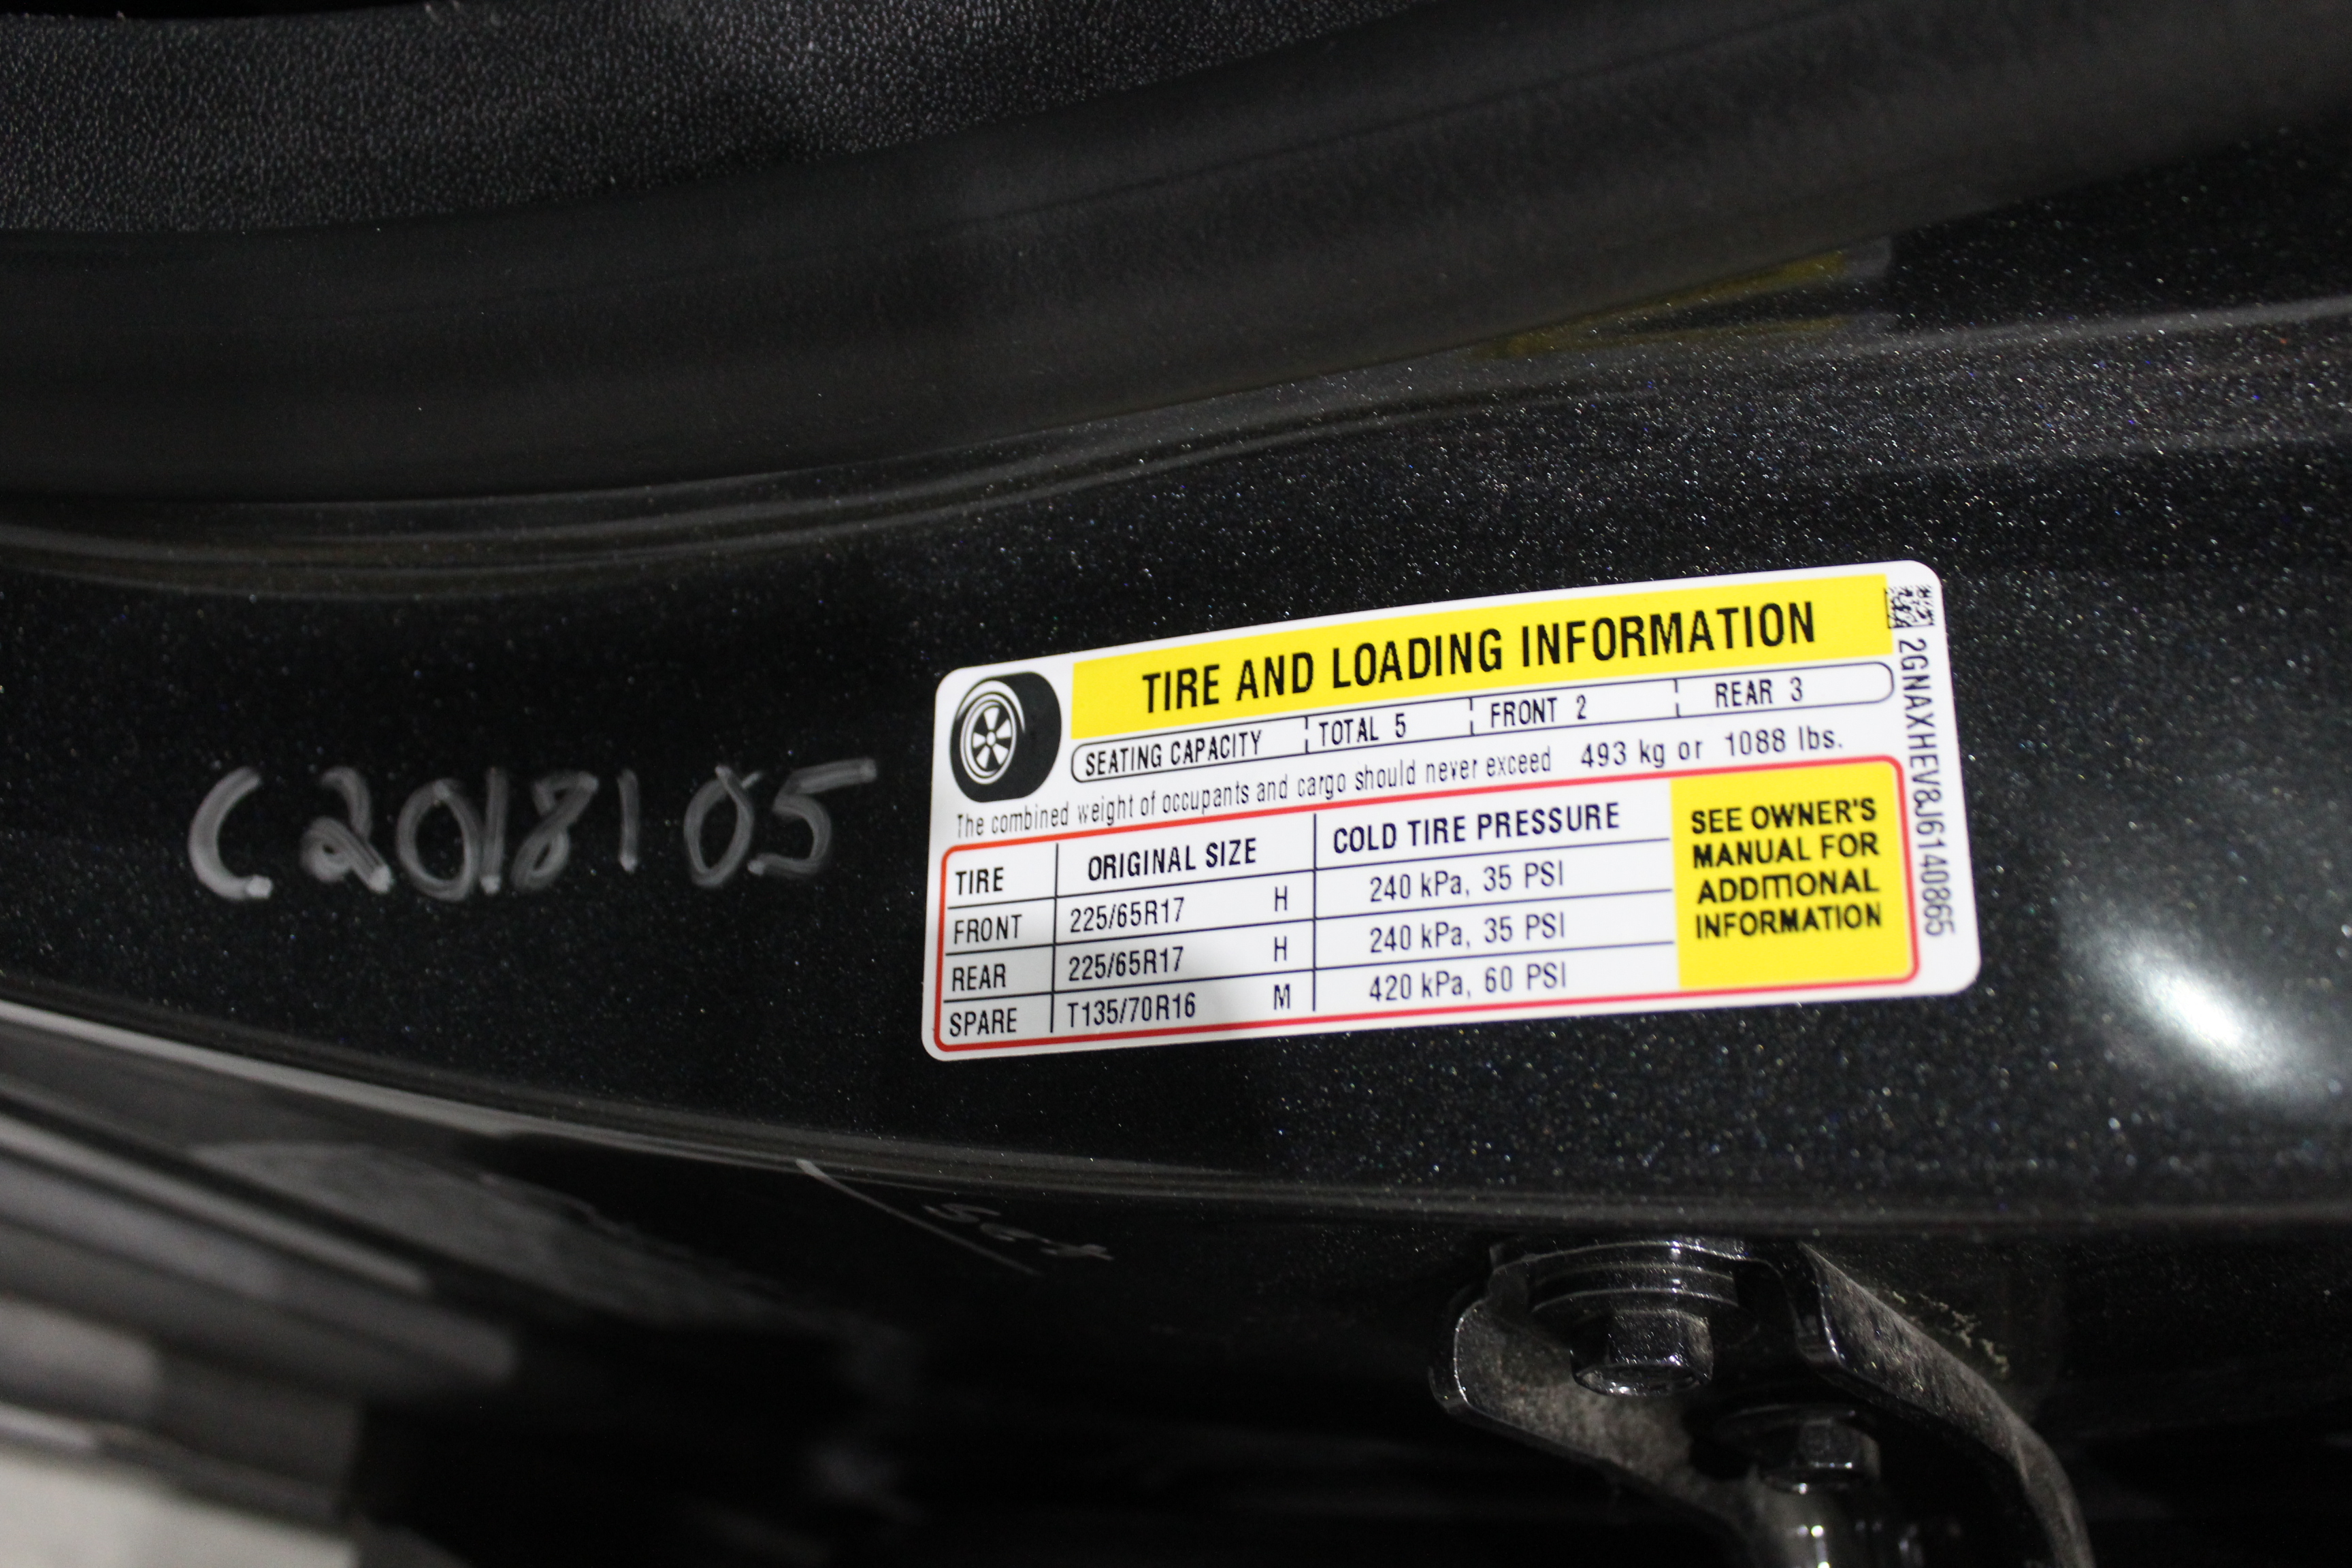 TIRE AND LOADING INFORMATION
SEATING CAPACITY TOTAL 5 FRONT 2 REAR 3
The combined weight of occupants and cargo should never exceed 493 kg or 1088 lbs.
TIRE ORIGINAL SIZE COLD TIRE PRESSURE
FRONT 225/65R17 H 240 kPa, 35 PSI
REAR 225/65R17 H 240 kPa, 35 PSI
SPARE T135/70R16 M 420 kPa, 60 PSI
SEE OWNER'S
MANUAL FOR
ADDITIONAL
INFORMATION
2GNAXHEV8J6140865
C2018105